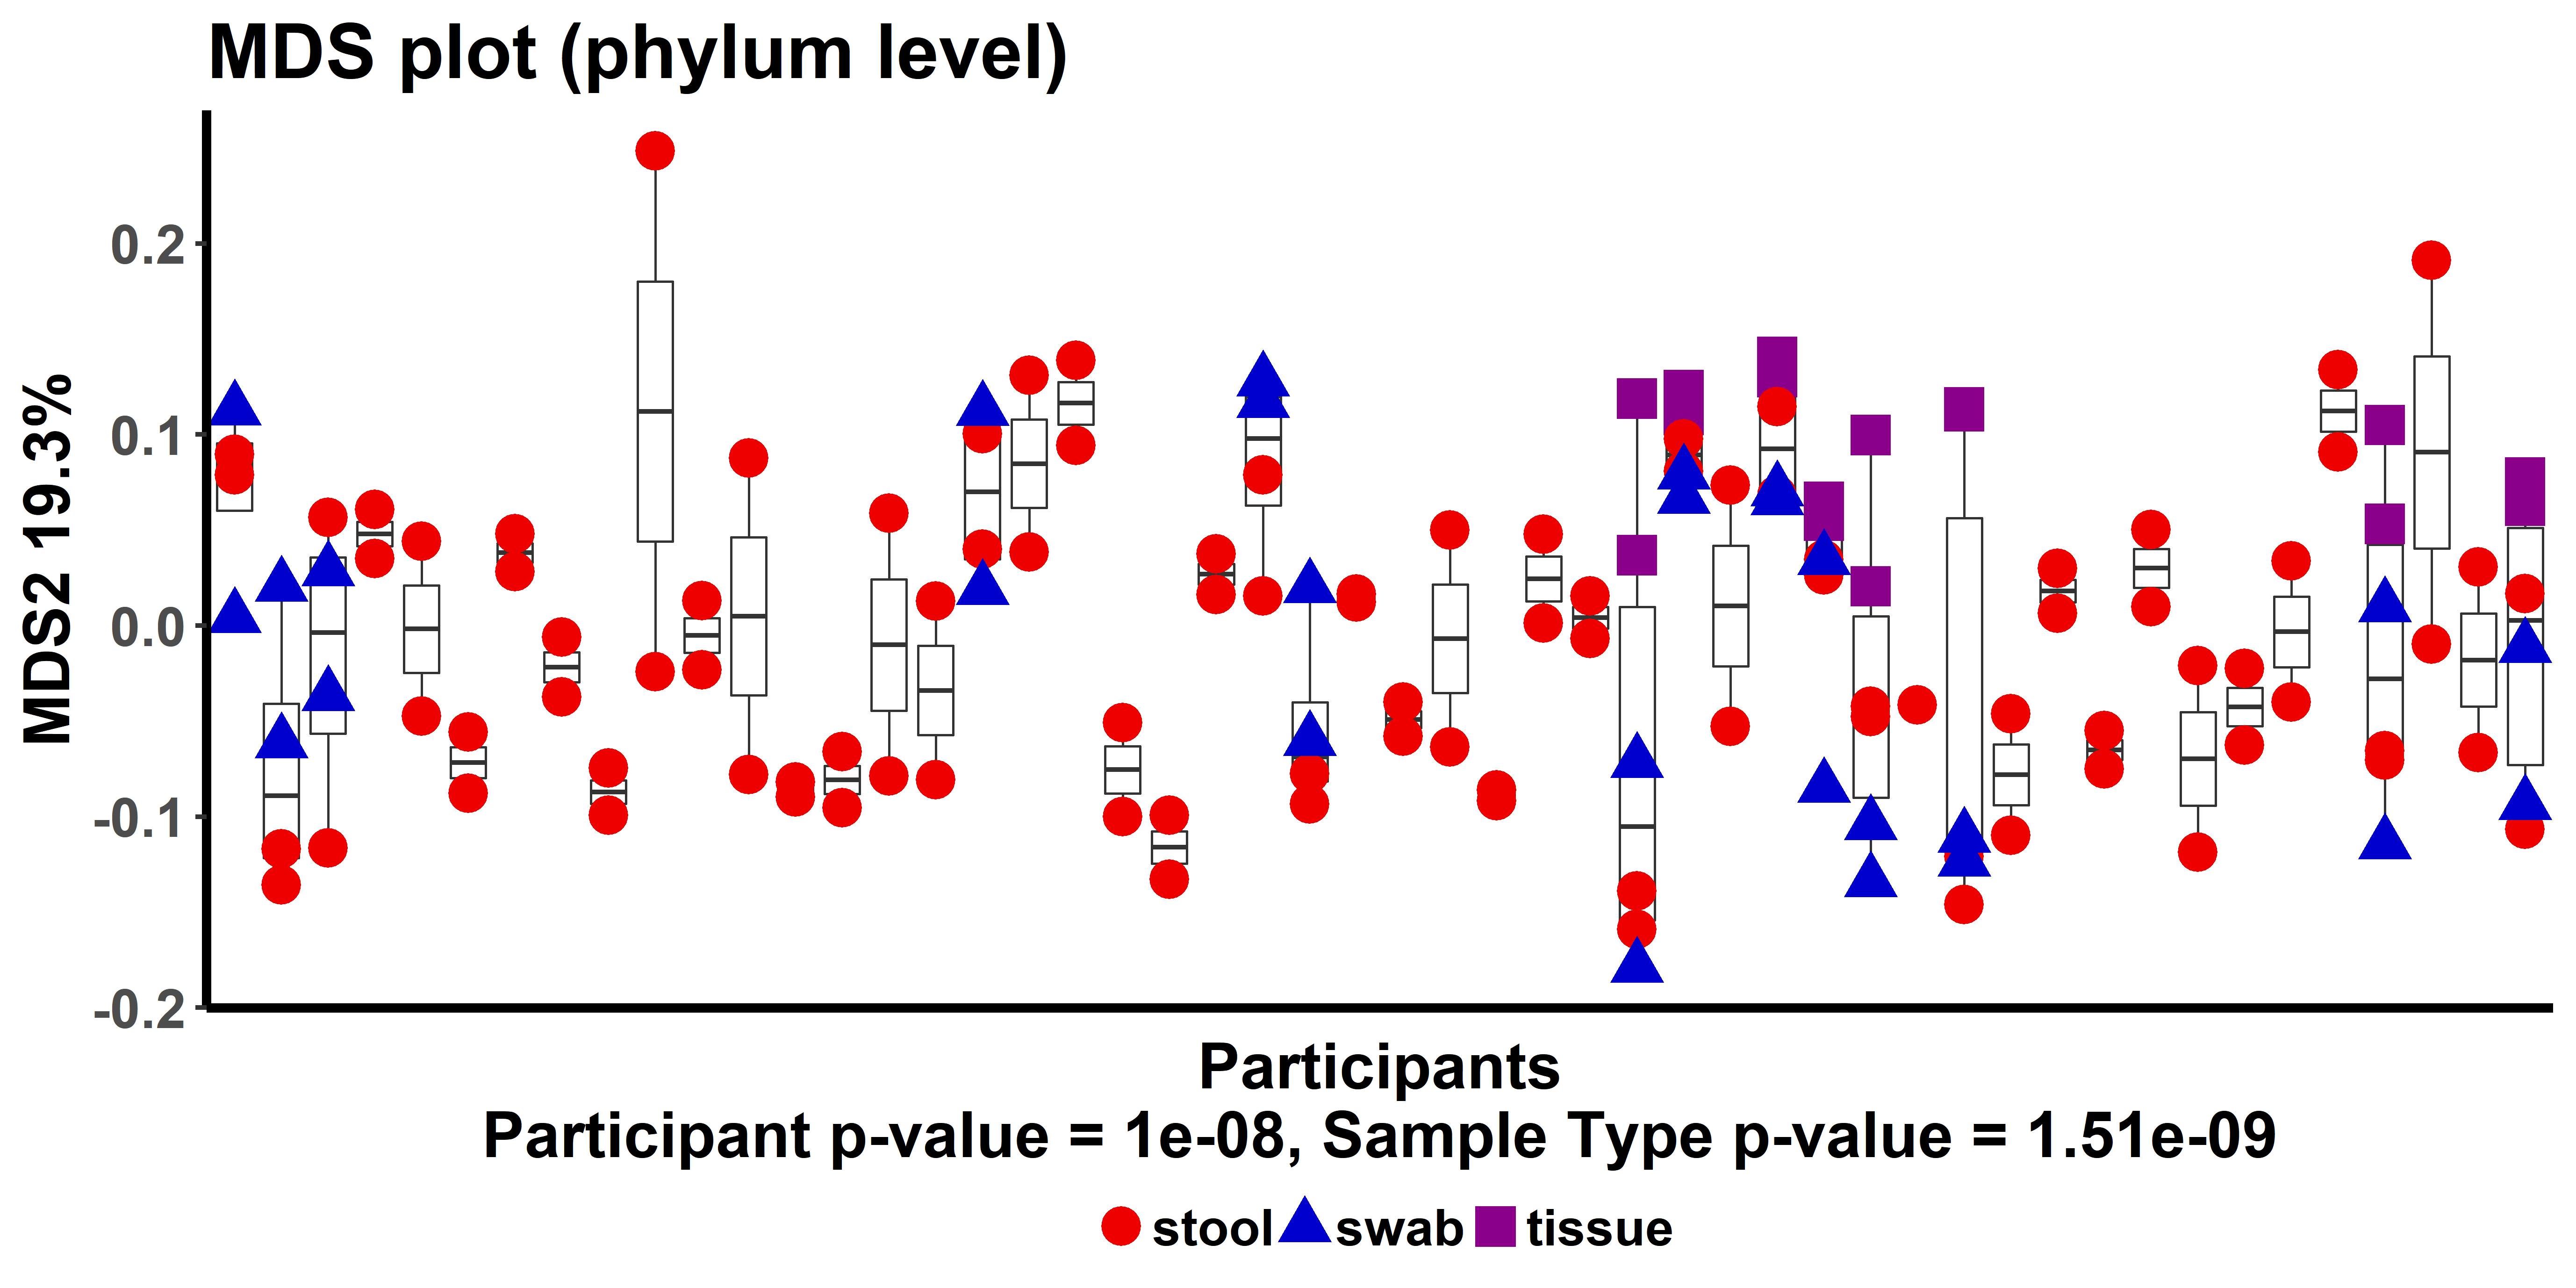 MDS plot (phylum level)
MDS2 19.3%
0.2
0.1
0.0
-0.1
-0.2
Participants
Participant p-value = 1e-08, Sample Type p-value = 1.51e-09
stool swab tissue